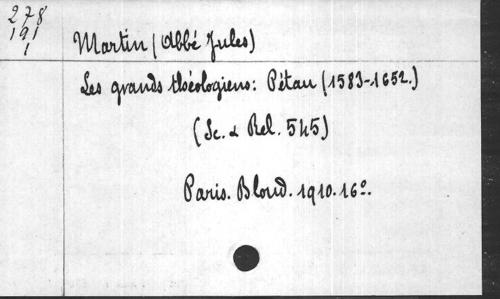 278
191
1
Martin (Abbé Jules)
Les grands théologiens: Pétau (1583-1652.)
(Sc. & Rel. 545)
Paris. Bloud. 1910. 16º.